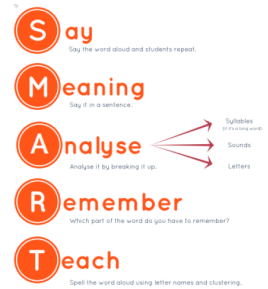 Say
Say the word aloud and students repeat.
Meaning
Say it in a sentence.
Analyse
Analyse it by breaking it up.
Syllables
(if it's a long word)
Sounds
Letters
Remember
Which part of the word do you have to remember?
Teach
Spell the word aloud using letter names and clustering.